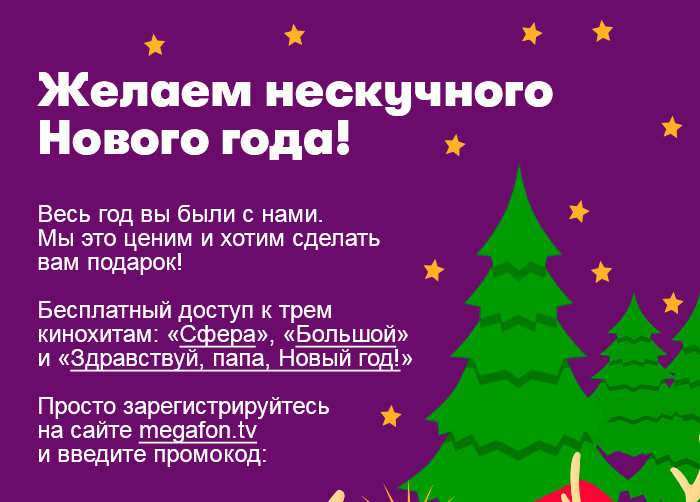 Желаем нескучного
Нового года!
Весь год вы были с нами.
Мы это ценим и хотим сделать
вам подарок!
Бесплатный доступ к трем
кинохитам: «Сфера», «Большой»
и «Здравствуй, папа, Новый год!»
Просто зарегистрируйтесь
на сайте megafon.tv
и введите промокод: